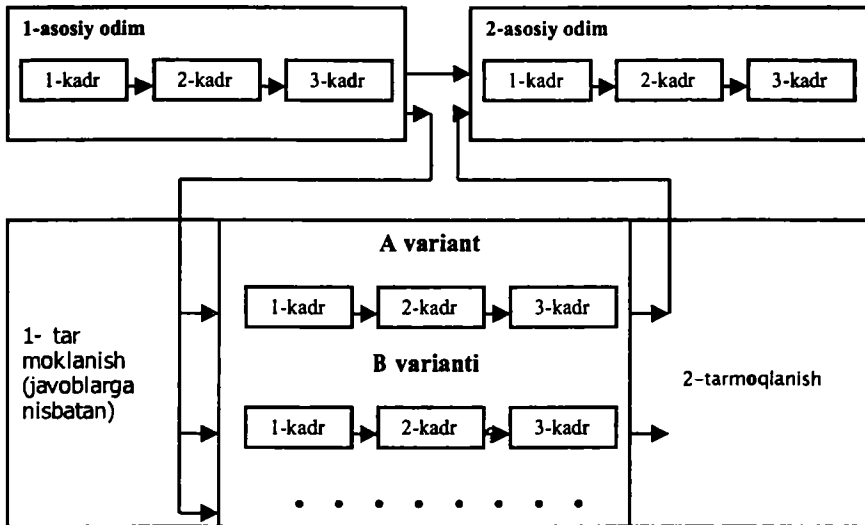 1-asosiy odim
1-kadr 2-kadr 3-kadr
2-asosiy odim
1-kadr 2-kadr 3-kadr
A variant
1-kadr 2-kadr 3-kadr
1- tar
moklanish
(javoblarga
nisbatan)
B varianti
1-kadr 2-kadr 3-kadr
2-tarmoqlanish
. . . . . . . .